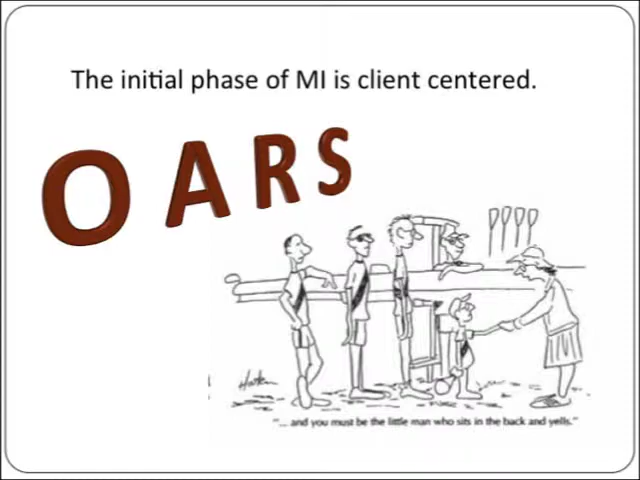 The initial phase of MI is client centered.
OARS
"... and you must be the little man who sits in the back and yells."